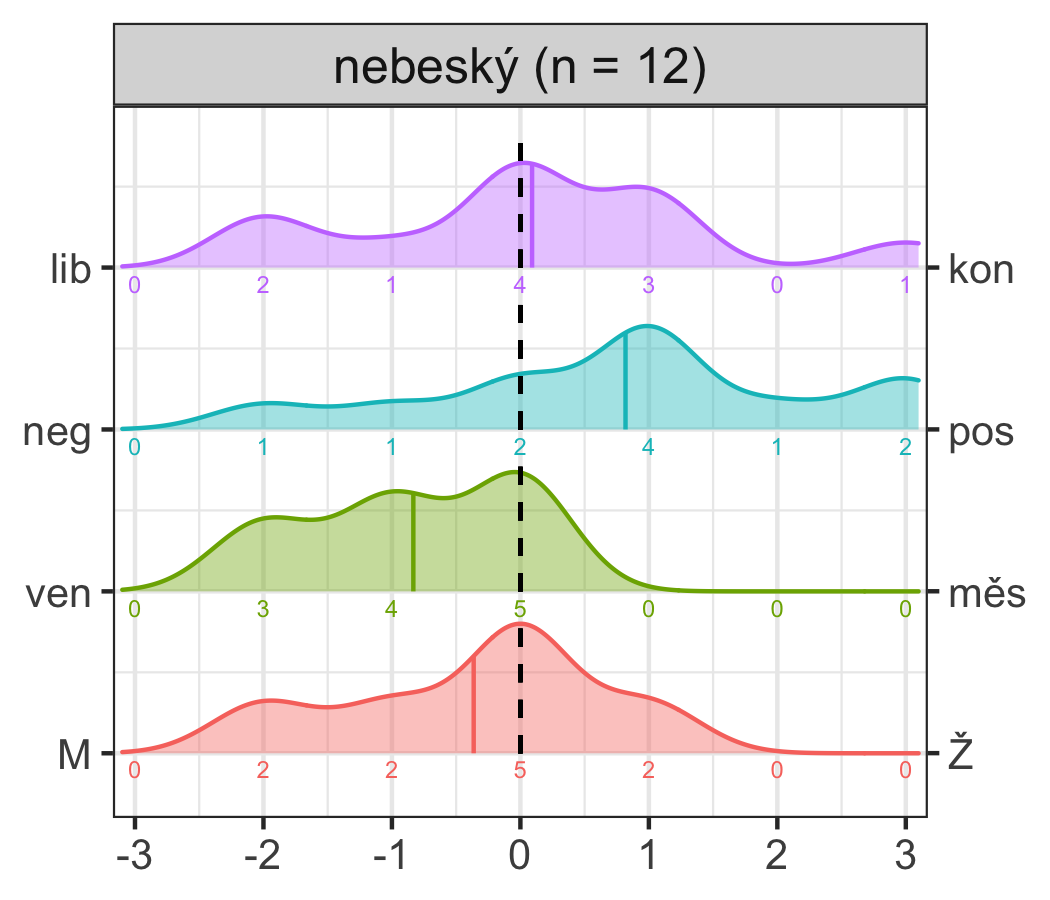 nebeský (n = 12)
lib kon
0 2 1 4 3 0 1
neg pos
0 1 1 2 4 1 2
ven měs
0 3 4 5 0 0 0
M Ž
0 2 2 5 2 0 0
-3 -2 -1 0 1 2 3